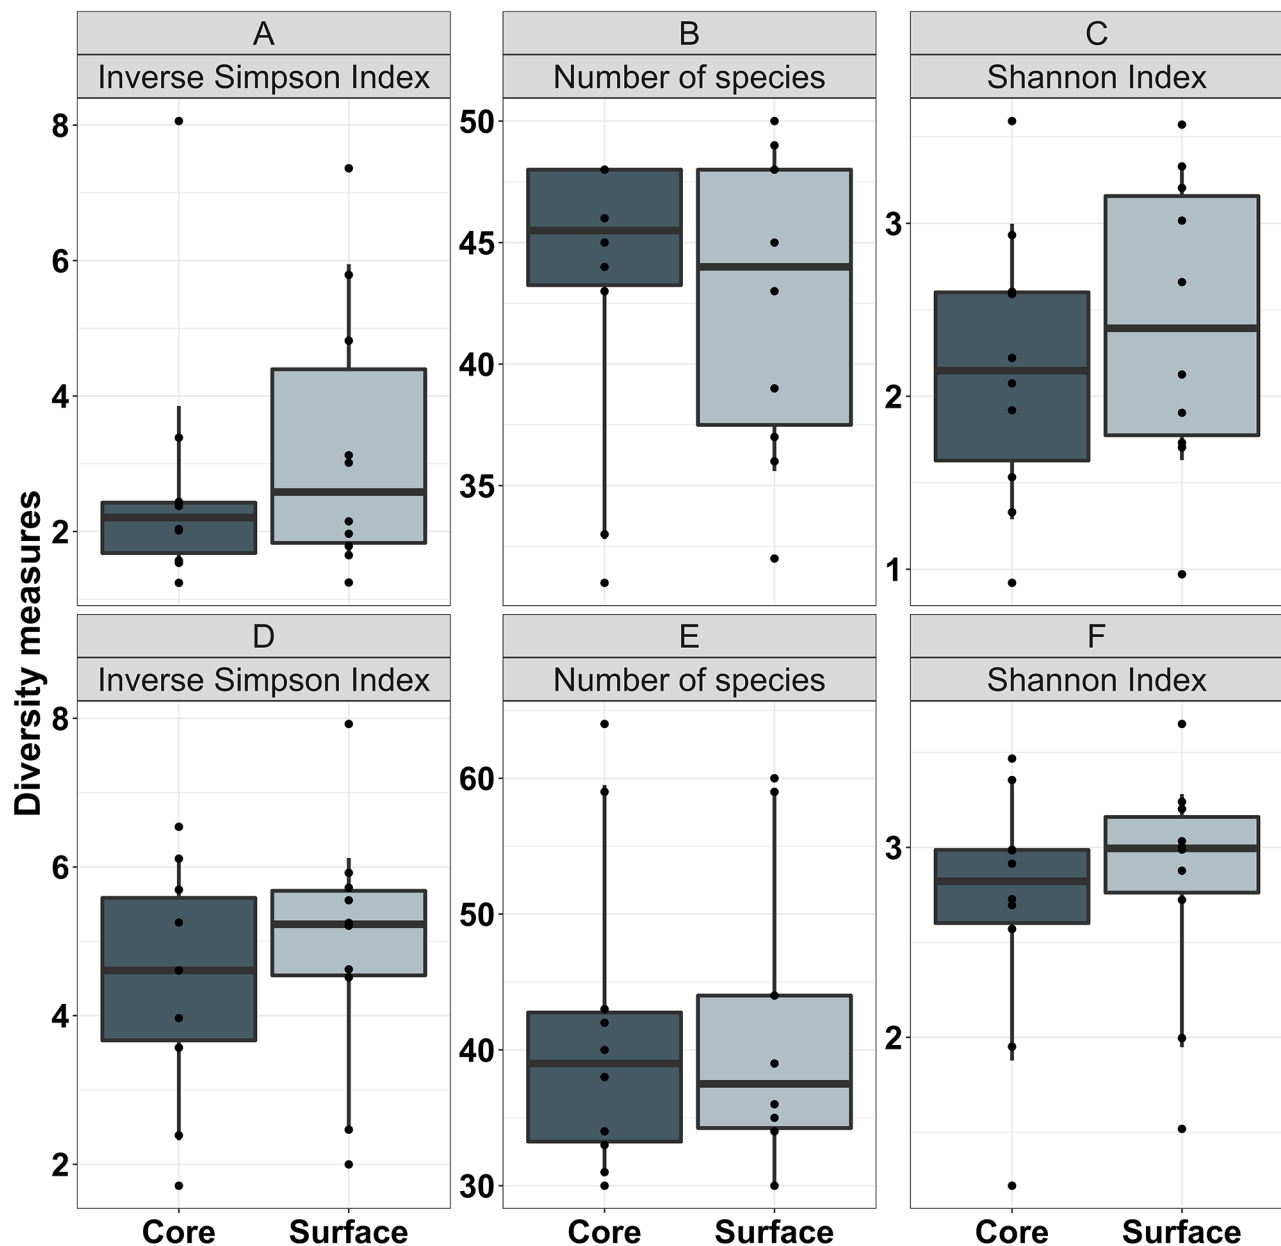 A
B
C
Inverse Simpson Index
Number of species
Shannon Index
8
6
4
2
50
45
40
35
3
2
1
Diversity measures
D
E
F
Inverse Simpson Index
Number of species
Shannon Index
8
6
4
2
60
50
40
30
3
2
Core
Surface
Core
Surface
Core
Surface